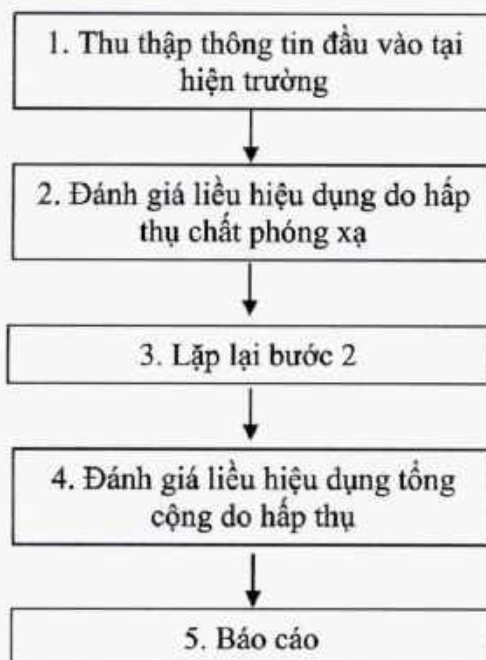 1. Thu thập thông tin đầu vào tại
hiện trường
2. Đánh giá liều hiệu dụng do hấp
thụ chất phóng xạ
3. Lặp lại bước 2
4. Đánh giá liều hiệu dụng tổng
cộng do hấp thụ
5. Báo cáo